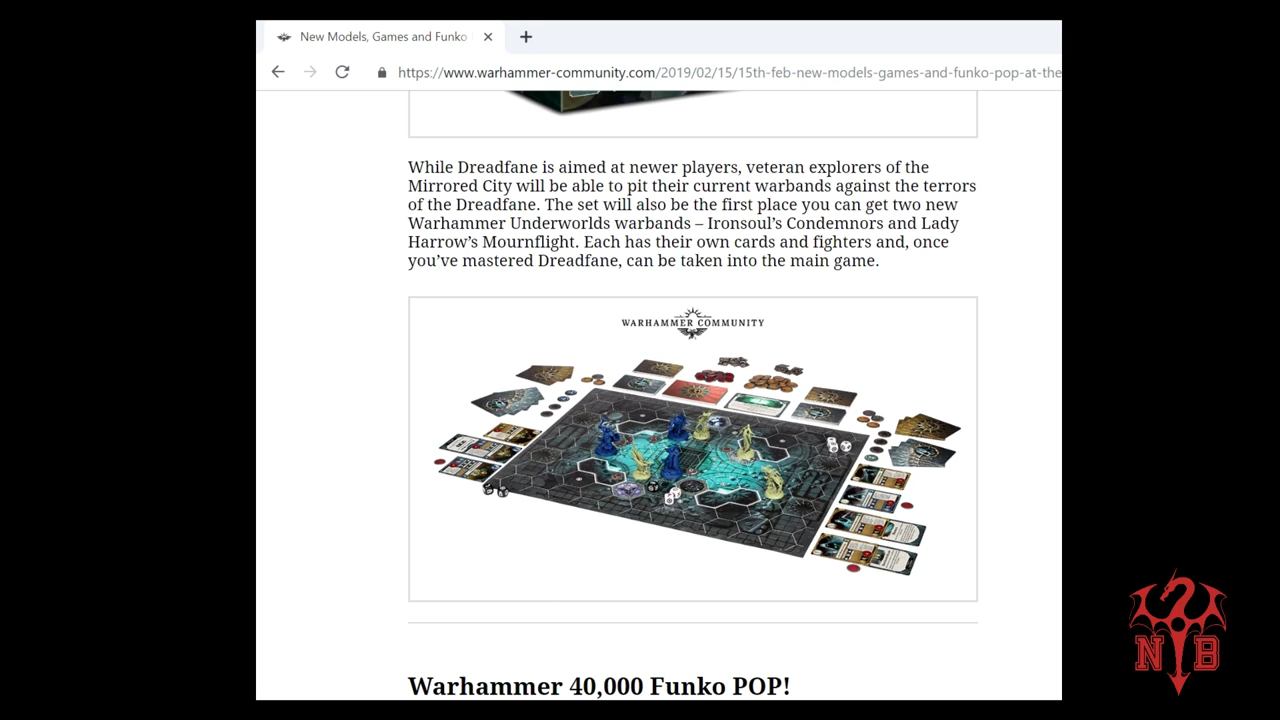 New Models, Games and Funko
https://www.warhammer-community.com/2019/02/15/15th-feb-new-models-games-and-funko-pop-at-the
While Dreadfane is aimed at newer players, veteran explorers of the
Mirrored City will be able to pit their current warbands against the terrors
of the Dreadfane. The set will also be the first place you can get two new
Warhammer Underworlds warbands – Ironsoul’s Condemnors and Lady
Harrow’s Mournflight. Each has their own cards and fighters and, once
you’ve mastered Dreadfane, can be taken into the main game.
WARHAMMER COMMUNITY
Warhammer 40,000 Funko POP!
N B